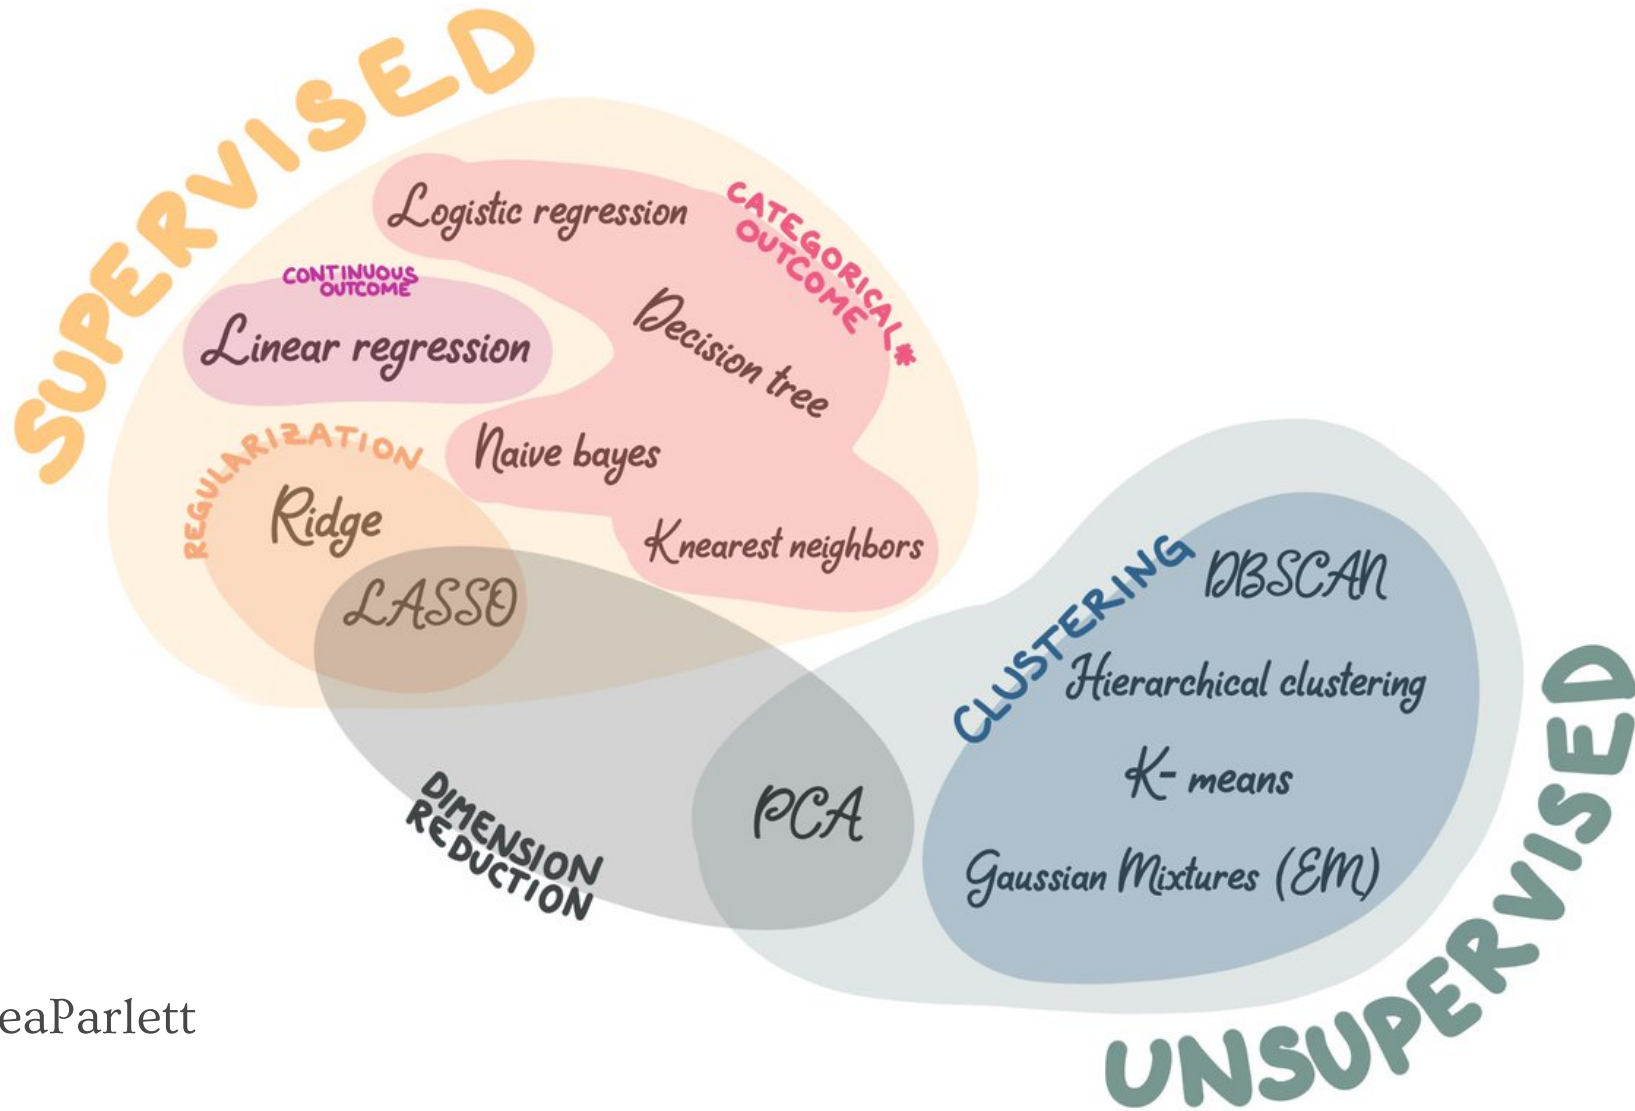 SUPERVISED
Logistic regression
CATEGORICAL*
OUTCOME
CONTINUOUS
OUTCOME
Linear regression
Decision tree
REGULARIZATION
Naive bayes
Ridge
K nearest neighbors
LASSO
CLUSTERING
DBSCAN
Hierarchical clustering
K- means
PCA
Gaussian Mixtures (EM)
DIMENSION
REDUCTION
UNSUPERVISED
eaParlett